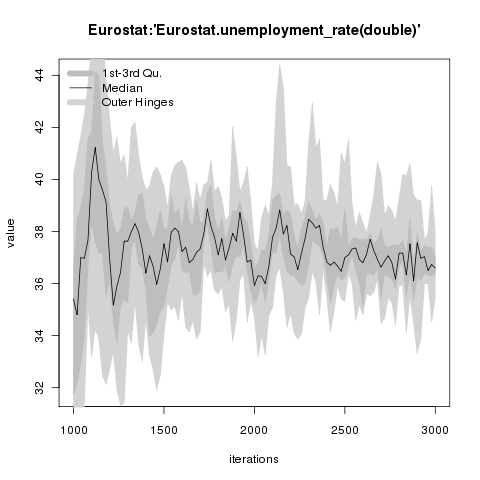 Eurostat:'Eurostat.unemployment_rate(double)'
1st-3rd Qu.
Median
Outer Hinges
value
44
42
40
38
36
34
32
1000 1500 2000 2500 3000
iterations